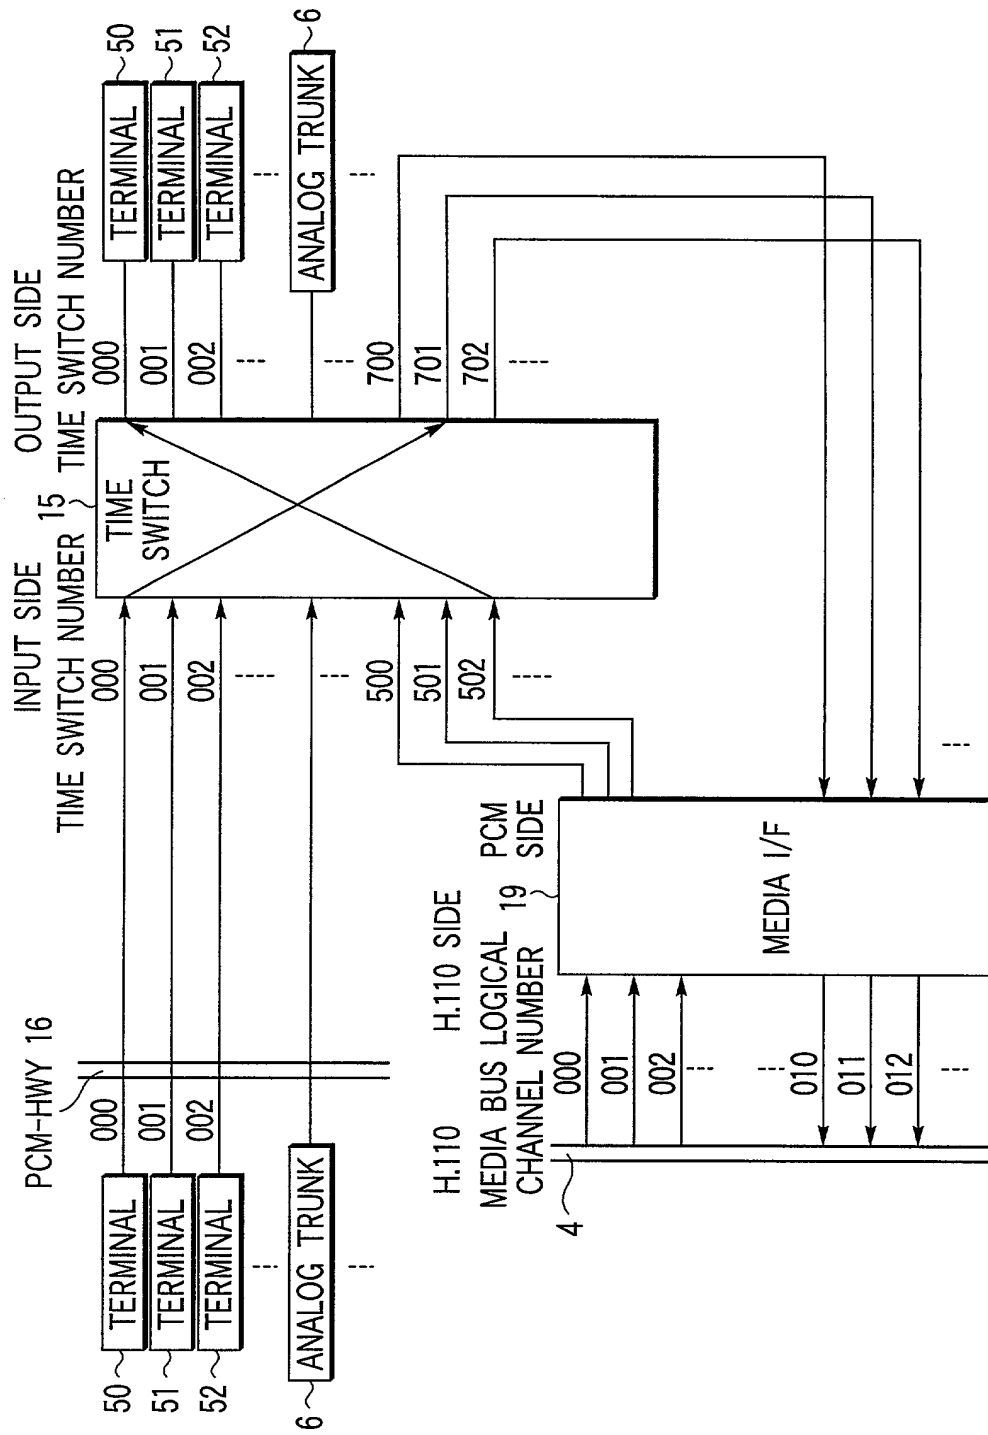 INPUT SIDE
TIME SWITCH NUMBER
15
OUTPUT SIDE
TIME SWITCH NUMBER
PCM-HWY 16
50
TERMINAL
000
000
TIME
SWITCH
000
TERMINAL
50
51
TERMINAL
001
001
001
TERMINAL
51
52
TERMINAL
002
002
002
TERMINAL
52
6
ANALOG TRUNK
ANALOG TRUNK
6
500
700
501
701
502
702
H.110
MEDIA BUS LOGICAL
CHANNEL NUMBER
H.110 SIDE
19
PCM
SIDE
4
000
001
002
MEDIA I/F
010
011
012